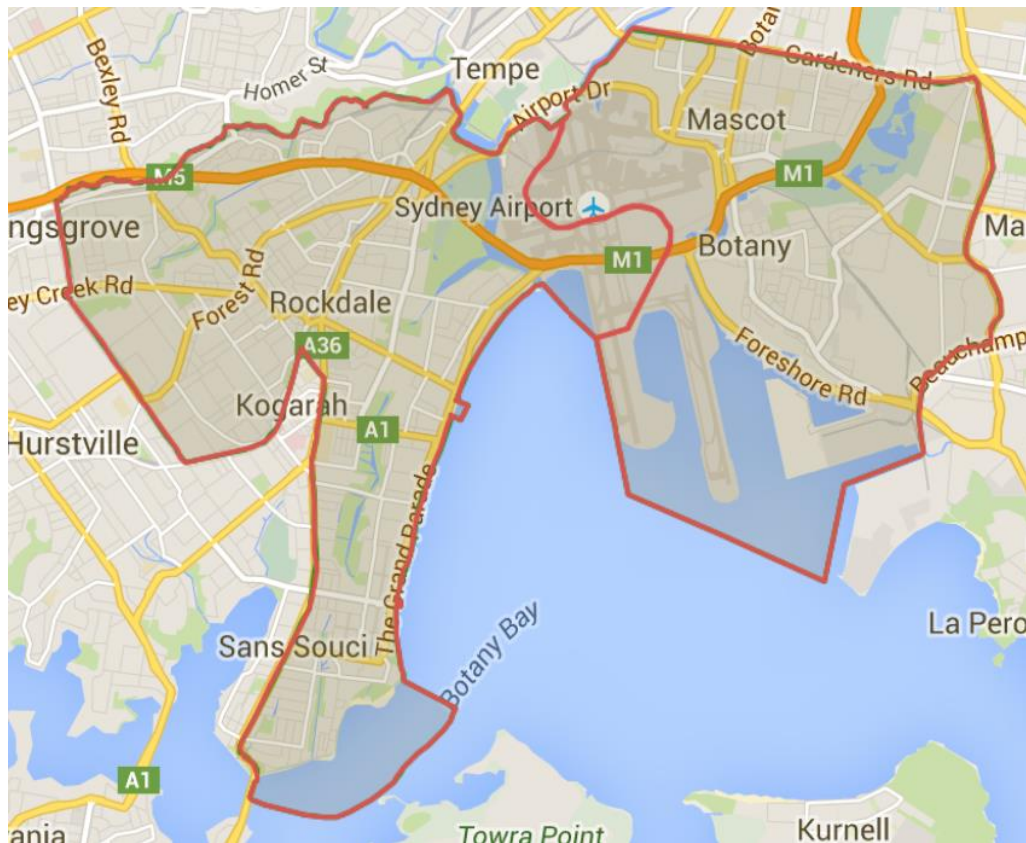 Bexley Rd
Homer St
Tempe
Airport Dr
Botan
Gardeners Rd
Mascot
M5
M1
ngsgrove
Sydney Airport
M1
Botany
Ma
ey Creek Rd
Forest Rd
Rockdale
A36
Foreshore Rd
Beauchamp
Kogarah
Hurstville
A1
The Grand Parade
La Pero
Sans Souci
Botany Bay
A1
ania
Towra Point
Kurnell